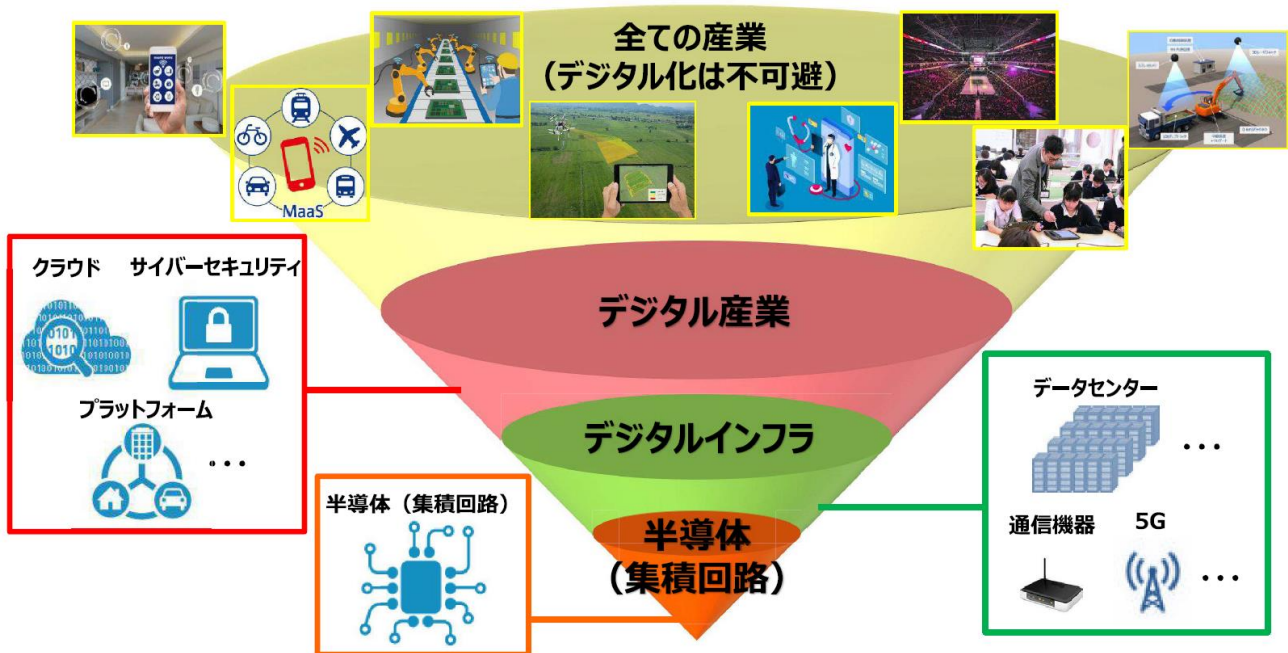 全ての産業
（デジタル化は不可避）
MaaS
デジタル産業
クラウド
サイバーセキュリティ
プラットフォーム
・・・
デジタルインフラ
データセンター
・・・
通信機器
5G
・・・
半導体（集積回路）
半導体
（集積回路）